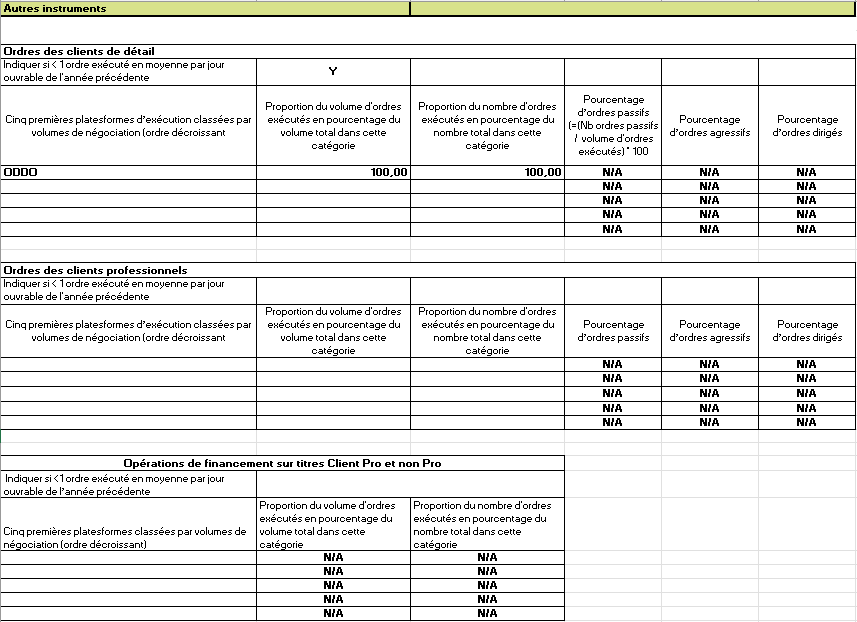 Autres instruments
Ordres des clients de détail
Indiquer si < 1 ordre exécuté en moyenne par jour
ouvrable de l'année précédente
Y
Cinq premières platesformes d'exécution classées par
volumes de négociation (ordre décroissant
Proportion du volume d'ordres
exécutés en pourcentage du
volume total dans cette
catégorie
Proportion du nombre d'ordres
exécutés en pourcentage du
nombre total dans cette
catégorie
Pourcentage
d'ordres passifs
(=(Nb ordres passifs
/ volume d'ordres
exécutés) * 100
Pourcentage
d'ordres agressifs
Pourcentage
d'ordres dirigés
ODDO 100,00 100,00 N/A N/A N/A
N/A N/A N/A
N/A N/A N/A
N/A N/A N/A
N/A N/A N/A
Ordres des clients professionnels
Indiquer si < 1 ordre exécuté en moyenne par jour
ouvrable de l'année précédente
Cinq premières platesformes d'exécution classées par
volumes de négociation (ordre décroissant
Proportion du volume d'ordres
exécutés en pourcentage du
volume total dans cette
catégorie
Proportion du nombre d'ordres
exécutés en pourcentage du
nombre total dans cette
catégorie
Pourcentage
d'ordres passifs
Pourcentage
d'ordres agressifs
Pourcentage
d'ordres dirigés
N/A N/A N/A
N/A N/A N/A
N/A N/A N/A
N/A N/A N/A
N/A N/A N/A
Opérations de financement sur titres Client Pro et non Pro
Indiquer si < 1 ordre exécuté en moyenne par jour
ouvrable de l'année précédente
Cinq premières platesformes classées par volumes de
négociation (ordre décroissant)
Proportion du volume d'ordres
exécutés en pourcentage du
volume total dans cette
catégorie
Proportion du nombre d'ordres
exécutés en pourcentage du
nombre total dans cette
catégorie
N/A N/A
N/A N/A
N/A N/A
N/A N/A
N/A N/A